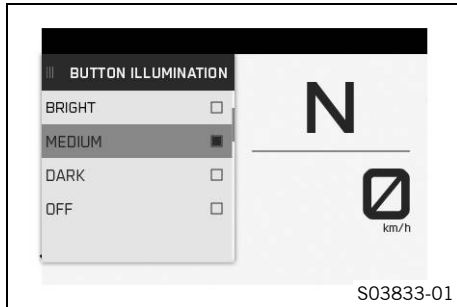 BUTTON ILLUMINATION
BRIGHT
MEDIUM
DARK
OFF
N
0
km/h
S03833-01